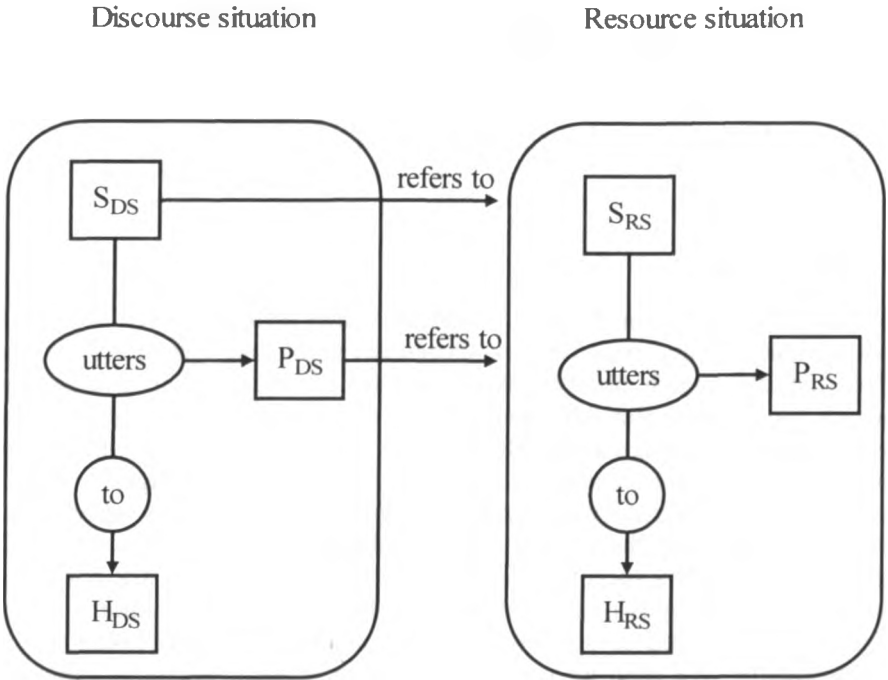 Discourse situation
Resource situation
S_DS
refers to
S_RS
utters
P_DS
refers to
utters
P_RS
to
to
H_DS
H_RS